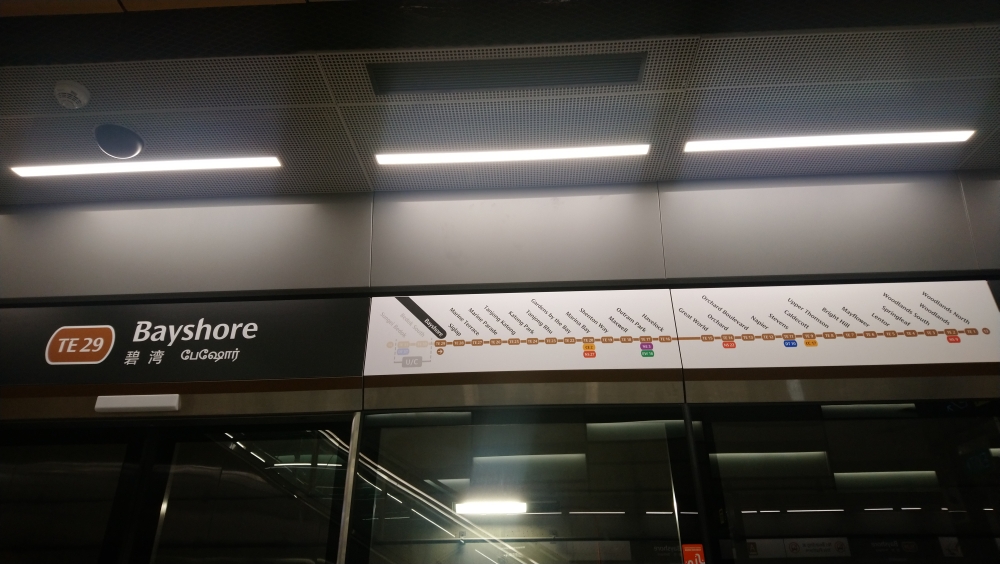 TE 29
Bayshore
碧 湾 பேஷோர்
Bayshore
Siglap
Marine Terrace
Marine Parade
Tanjong Katong
Katong Park
Tanjong Rhu
Gardens by the Bay
Marina Bay
Shenton Way
Maxwell
Outram Park
Havelock
Great World
Orchard
Orchard Boulevard
Napier
Stevens
Caldecott
Upper Thomson
Bright Hill
Mayflower
Lentor
Springleaf
Woodlands South
Woodlands
Woodlands North
U/C